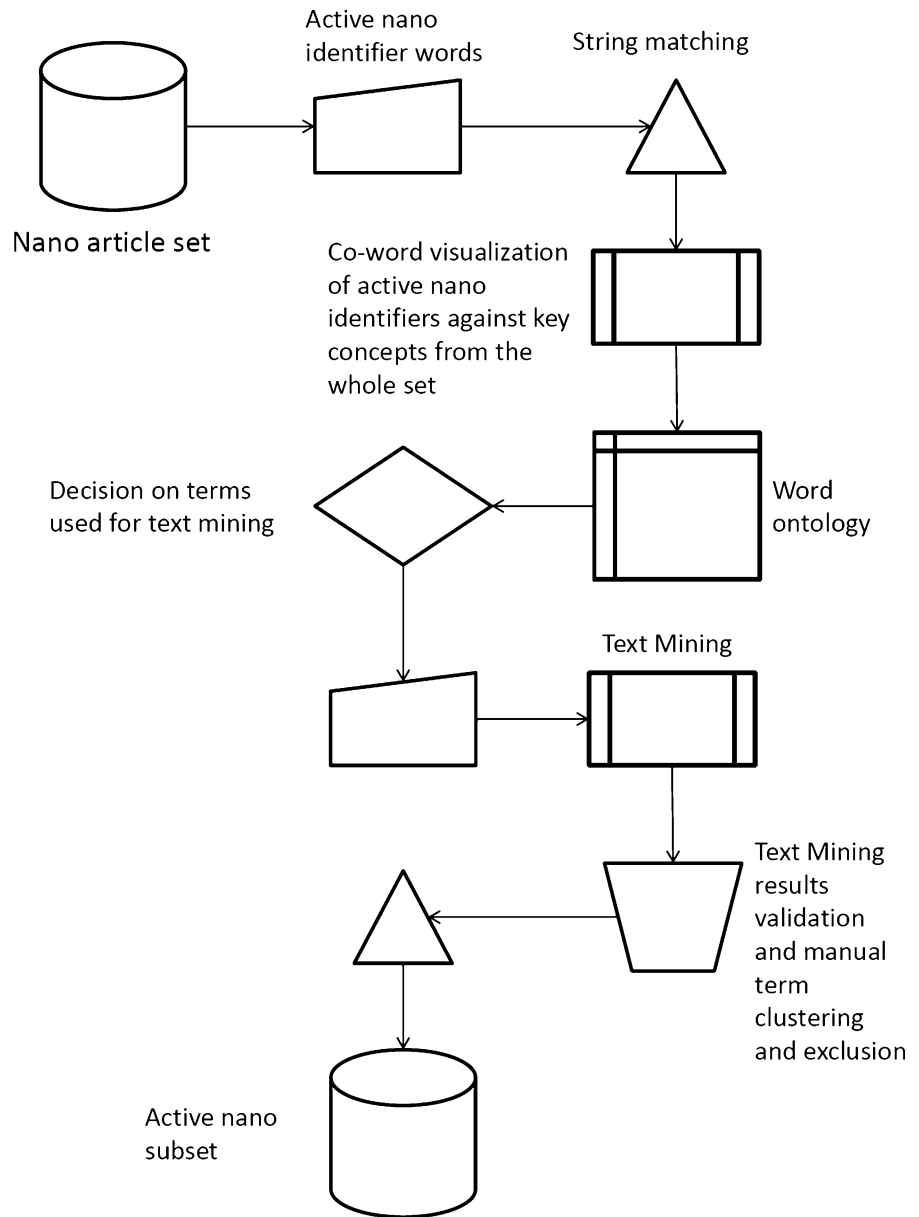 Active nano
identifier words
String matching
Nano article set
Co-word visualization
of active nano
identifiers against key
concepts from the
whole set
Decision on terms
used for text mining
Word
ontology
Text Mining
Text Mining
results
validation
and manual
term
clustering
and exclusion
Active nano
subset